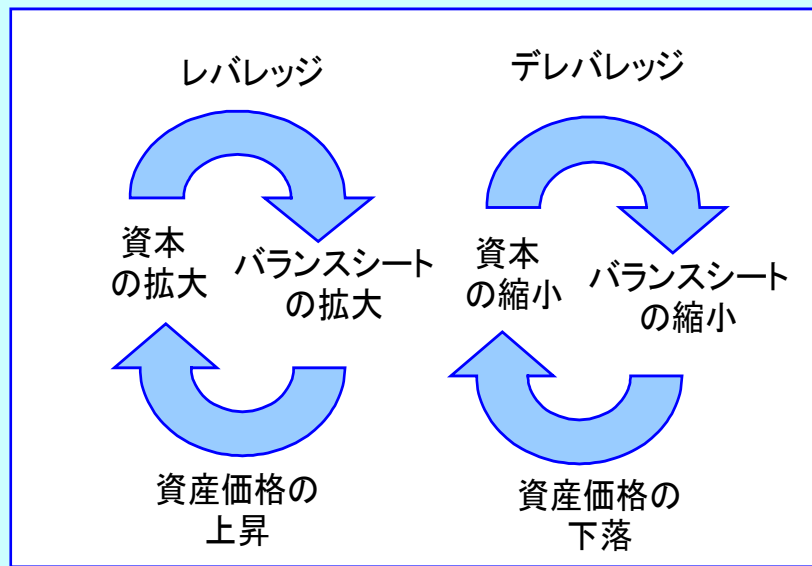 レバレッジ
資本
の拡大
バランスシート
の拡大
資産価格の
上昇
デレバレッジ
資本
の縮小
バランスシート
の縮小
資産価格の
下落